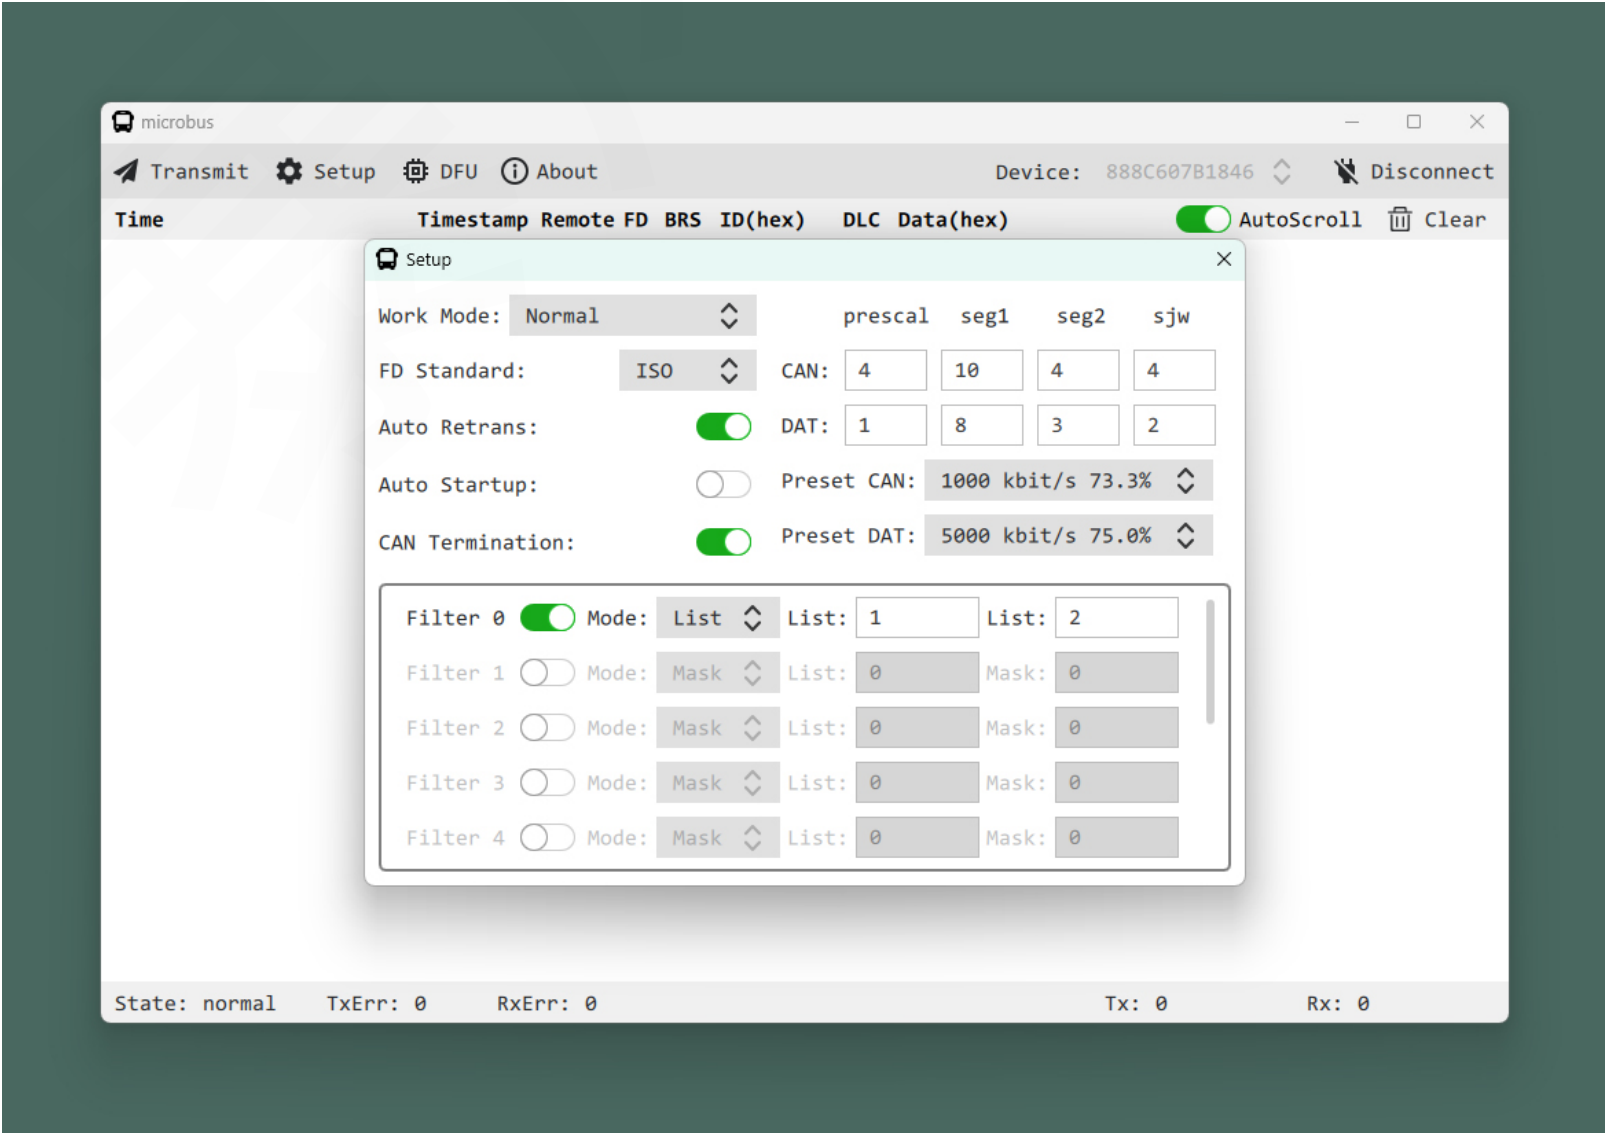 microbus
Transmit Setup DFU About Device: 888C607B1846 Disconnect
Time Timestamp Remote FD BRS ID(hex) DLC Data(hex) AutoScroll Clear
Setup
Work Mode: Normal prescal seg1 seg2 sjw
FD Standard: ISO CAN: 4 10 4 4
Auto Retrans: DAT: 1 8 3 2
Auto Startup: Preset CAN: 1000 kbit/s 73.3%
CAN Termination: Preset DAT: 5000 kbit/s 75.0%
Filter 0 Mode: List List: 1 List: 2
Filter 1 Mode: Mask List: 0 Mask: 0
Filter 2 Mode: Mask List: 0 Mask: 0
Filter 3 Mode: Mask List: 0 Mask: 0
Filter 4 Mode: Mask List: 0 Mask: 0
State: normal TxErr: 0 RxErr: 0 Tx: 0 Rx: 0